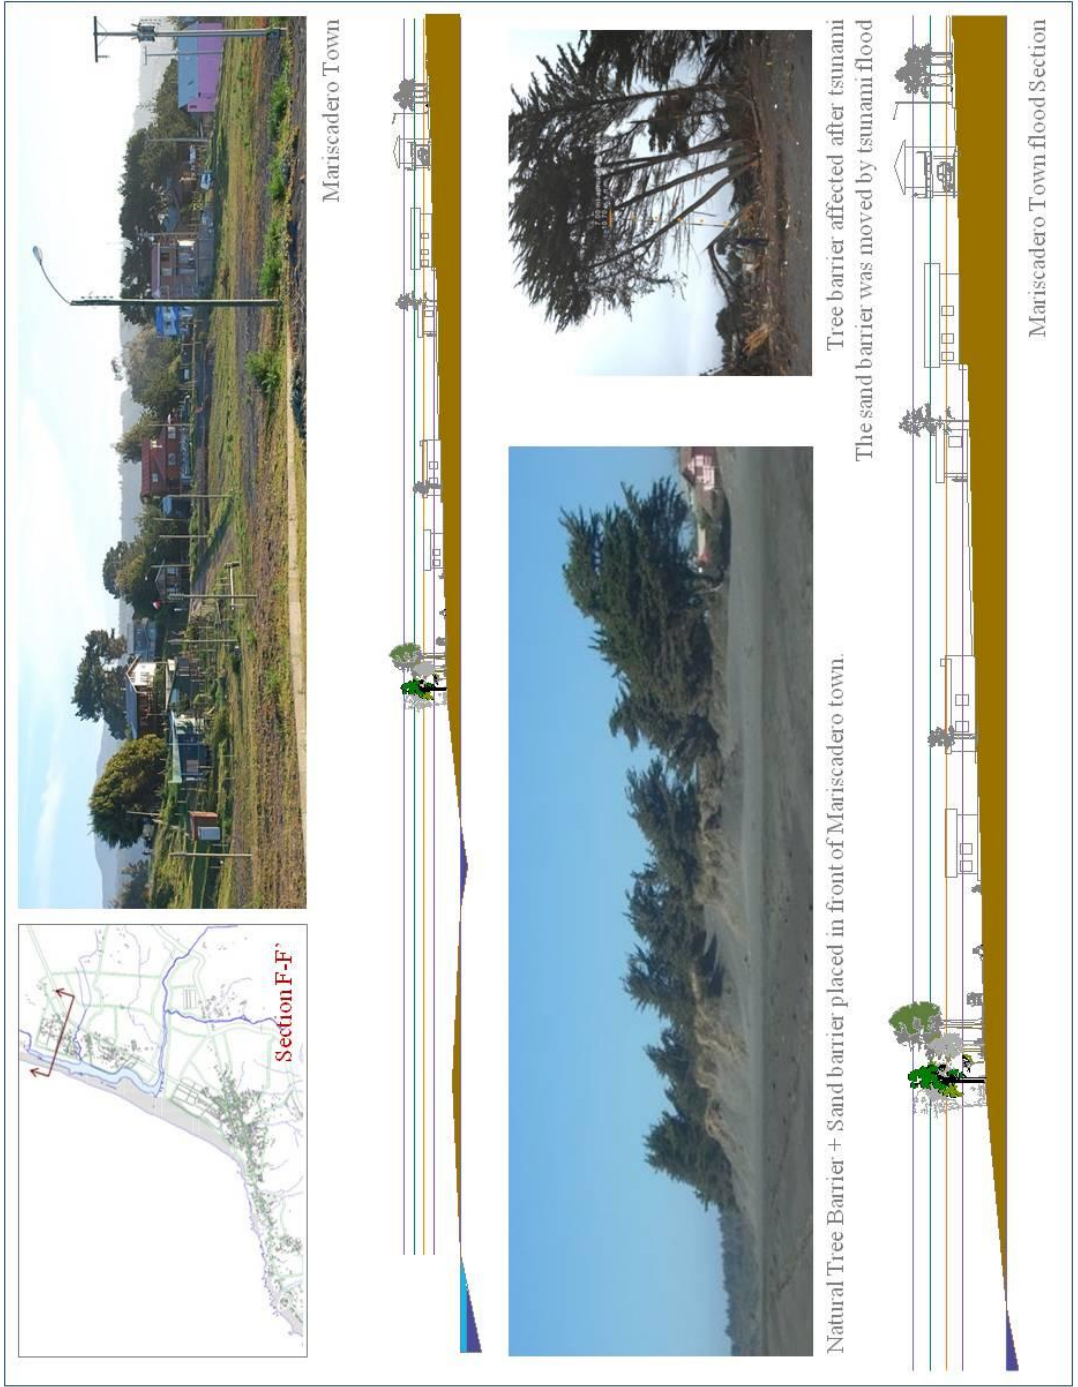 Section F-F'
Mariscadero Town
Natural Tree Barrier + Sand barrier placed in front of Mariscadero town.
Tree barrier affected after tsunami
The sand barrier was moved by tsunami flood
Mariscadero Town flood Section